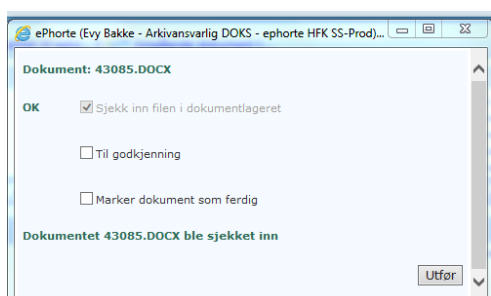 ePhorte (Evy Bakke - Arkivansvarlig DOKS - ephorte HFK SS-Prod)...
Dokument: 43085.DOCX
OK Sjekk inn filen i dokumentlageret
Til godkjenning
Marker dokument som ferdig
Dokumentet 43085.DOCX ble sjekket inn
Utfør